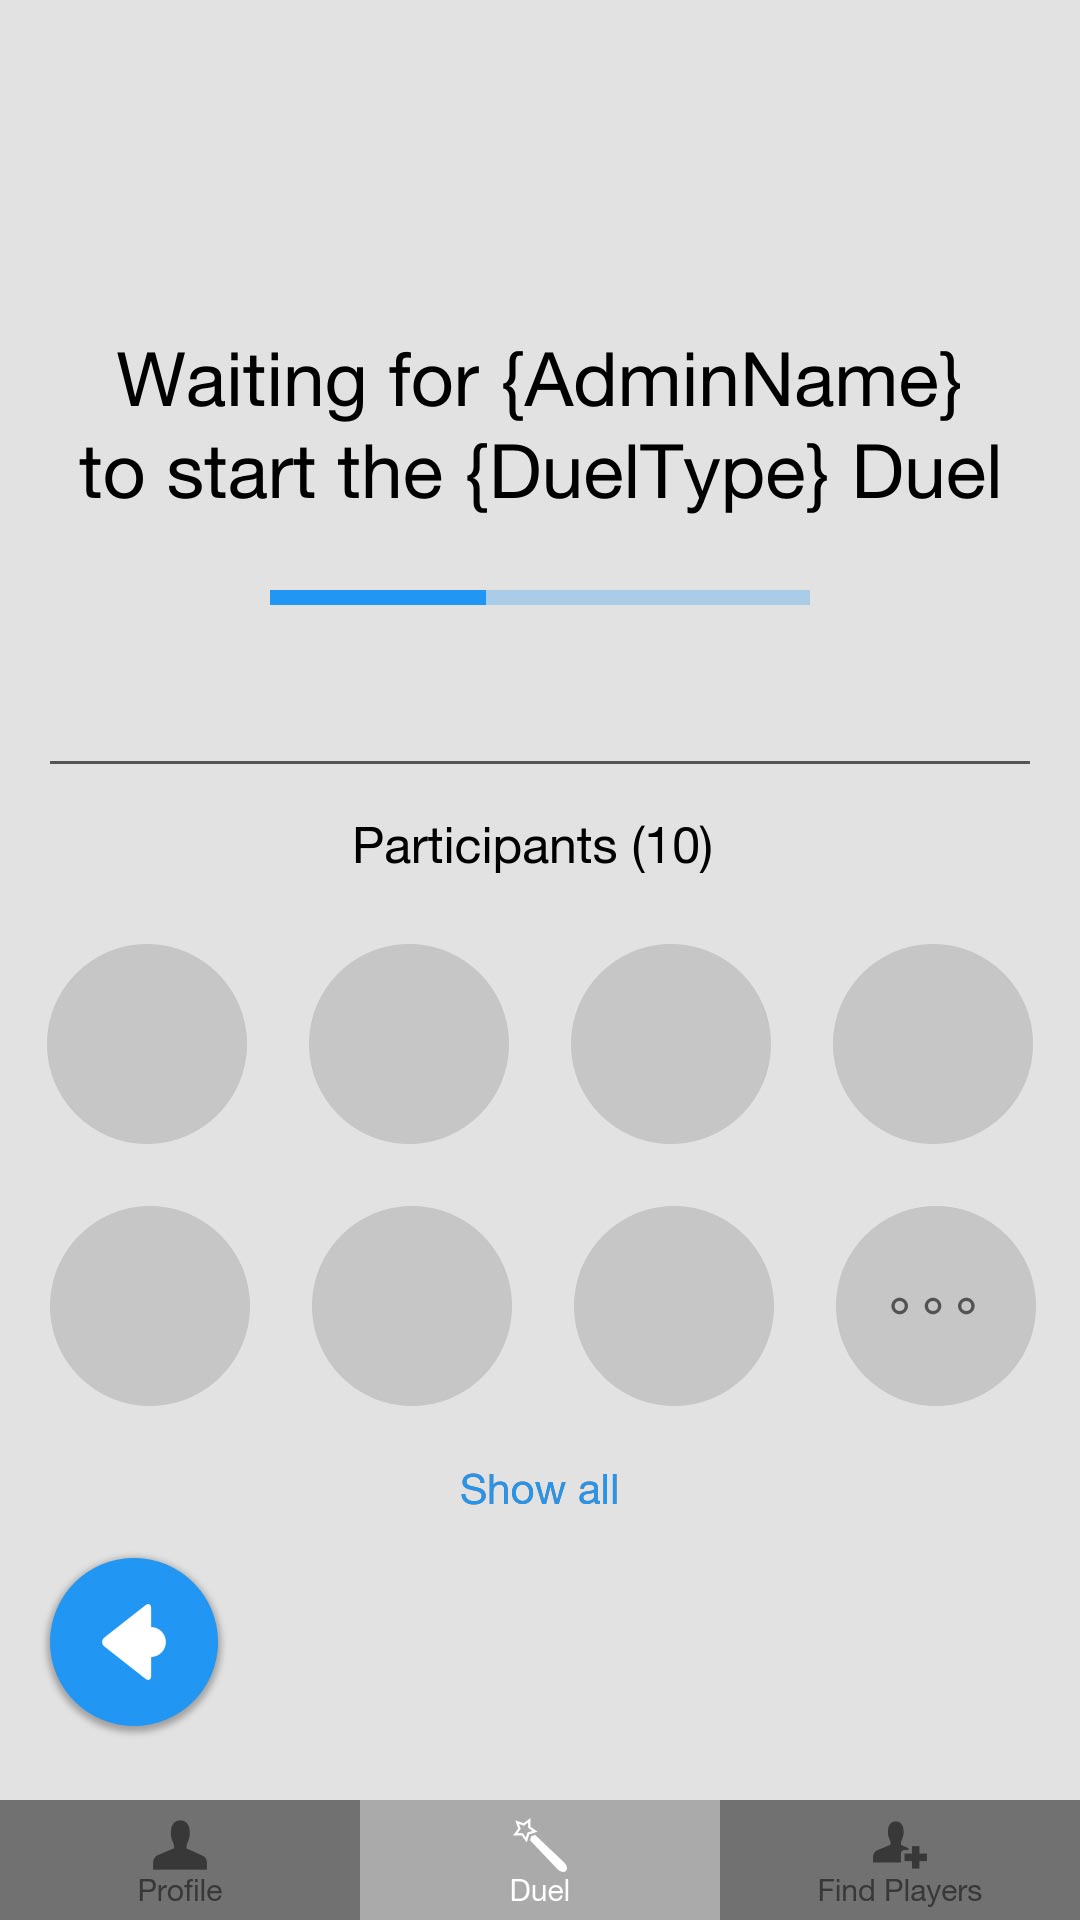 Waiting for {AdminName}
to start the {DuelType} Duel
Participants (10)
Show all
Profile
Duel
Find Players